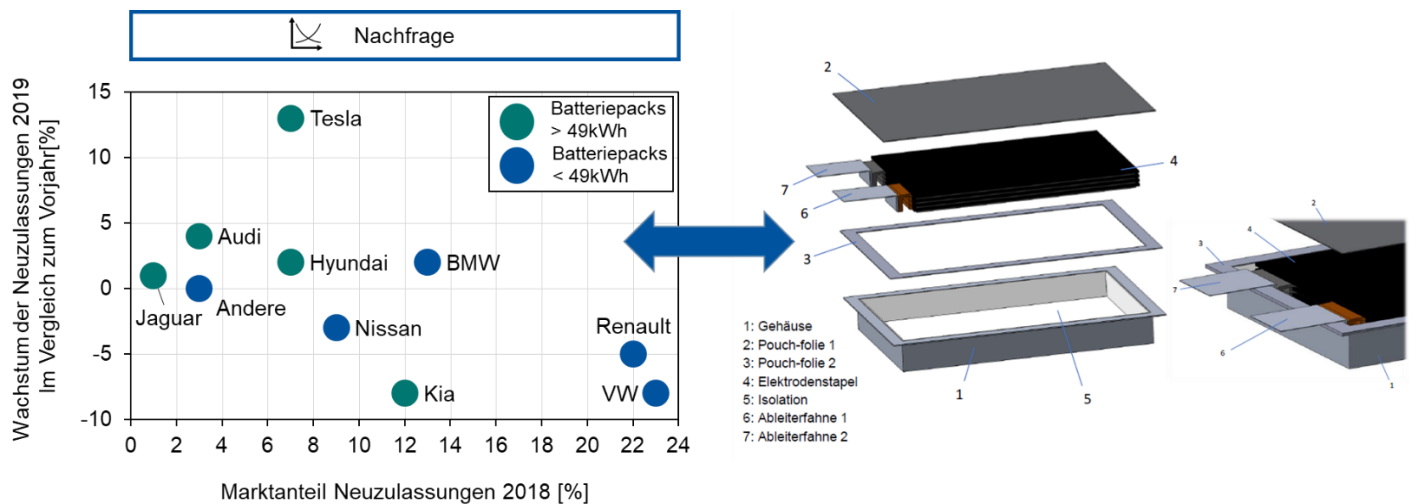 Nachfrage
Wachstum der Neuzulassungen 2019
Im Vergleich zum Vorjahr[%]
15
10
5
0
-5
-10
0 2 4 6 8 10 12 14 16 18 20 22 24
Marktanteil Neuzulassungen 2018 [%]
Batteriepacks
> 49kWh
Batteriepacks
< 49kWh
Tesla
Audi
Hyundai
BMW
Jaguar
Andere
Nissan
Renault
Kia
VW
2
4
7
6
3
1
5
1: Gehäuse
2: Pouch-folie 1
3: Pouch-folie 2
4: Elektrodenstapel
5: Isolation
6: Ableiterfahne 1
7: Ableiterfahne 2
2
4
3
7
6
1